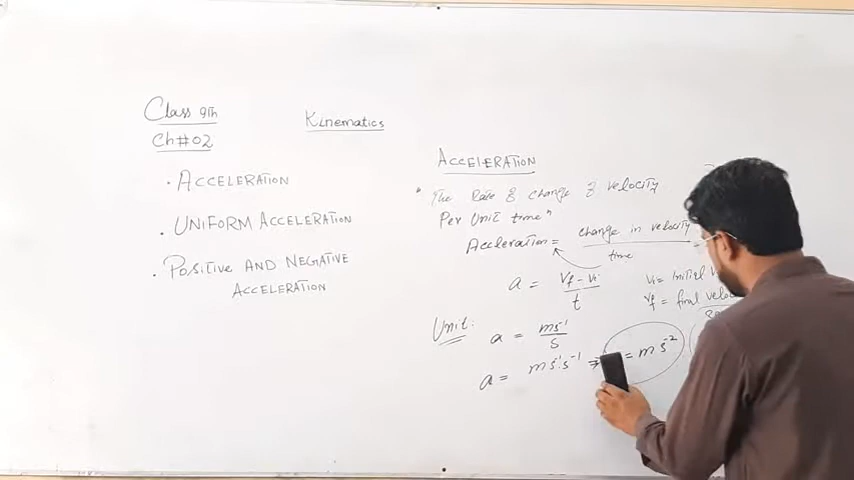 Class 9th
Ch#02
Kinematics
• ACCELERATION
• UNIFORM ACCELERATION
• POSITIVE AND NEGATIVE
ACCELERATION
ACCELERATION
• The Rate of change of velocity
Per Unit time"
Acceleration = change in velocity / time
a = Vf - Vi / t
Vi = Initial
Vf = final
Unit:
a = ms⁻¹ / s
a = ms⁻¹.s⁻¹
= ms⁻²